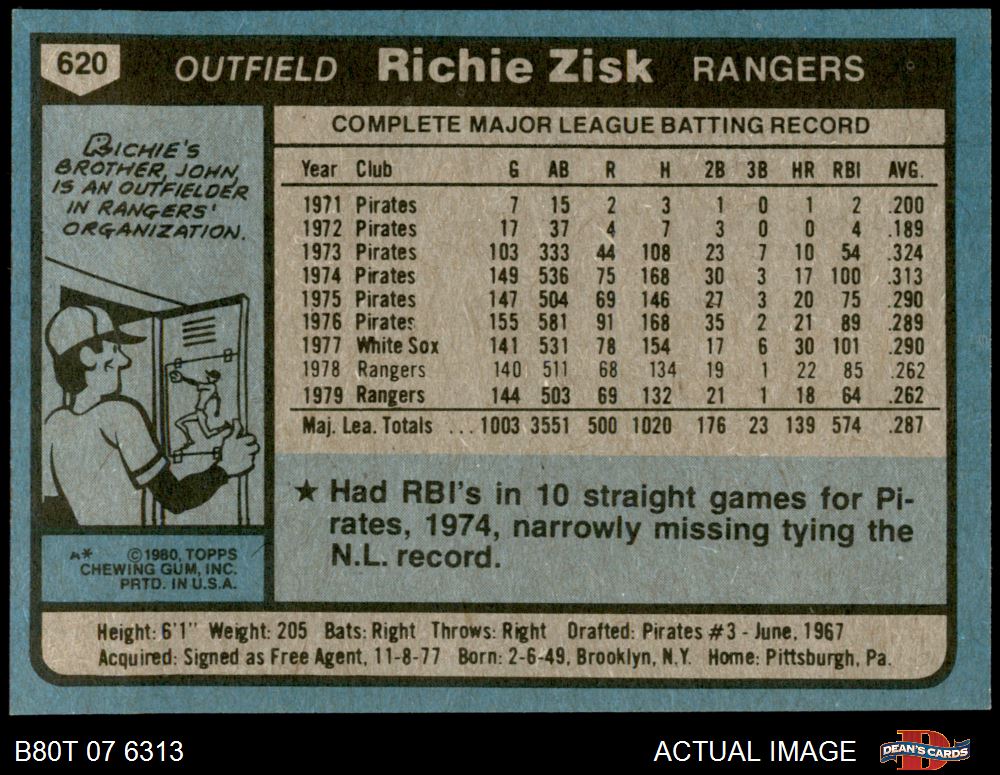 620 OUTFIELD Richie Zisk RANGERS
RICHIE'S
BROTHER, JOHN,
IS AN OUTFIELDER
IN RANGERS'
ORGANIZATION.
COMPLETE MAJOR LEAGUE BATTING RECORD
Year Club G AB R H 2B 3B HR RBI AVG.
1971 Pirates 7 15 2 3 1 0 1 2 .200
1972 Pirates 17 37 4 7 3 0 0 4 .189
1973 Pirates 103 333 44 108 23 7 10 54 .324
1974 Pirates 149 536 75 168 30 3 17 100 .313
1975 Pirates 147 504 69 146 27 3 20 75 .290
1976 Pirates 155 581 91 168 35 2 21 89 .289
1977 White Sox 141 531 78 154 17 6 30 101 .290
1978 Rangers 140 511 68 134 19 1 22 85 .262
1979 Rangers 144 503 69 132 21 1 18 64 .262
Maj. Lea. Totals ... 1003 3551 500 1020 176 23 139 574 .287
★ Had RBI's in 10 straight games for Pi-
rates, 1974, narrowly missing tying the
N.L. record.
A* © 1980, TOPPS
CHEWING GUM, INC.
PRTD. IN U.S.A.
Height: 6'1" Weight: 205 Bats: Right Throws: Right Drafted: Pirates #3 - June, 1967
Acquired: Signed as Free Agent, 11-8-77 Born: 2-6-49, Brooklyn, N.Y. Home: Pittsburgh, Pa.
B80T 07 6313 ACTUAL IMAGE DEAN'S CARDS